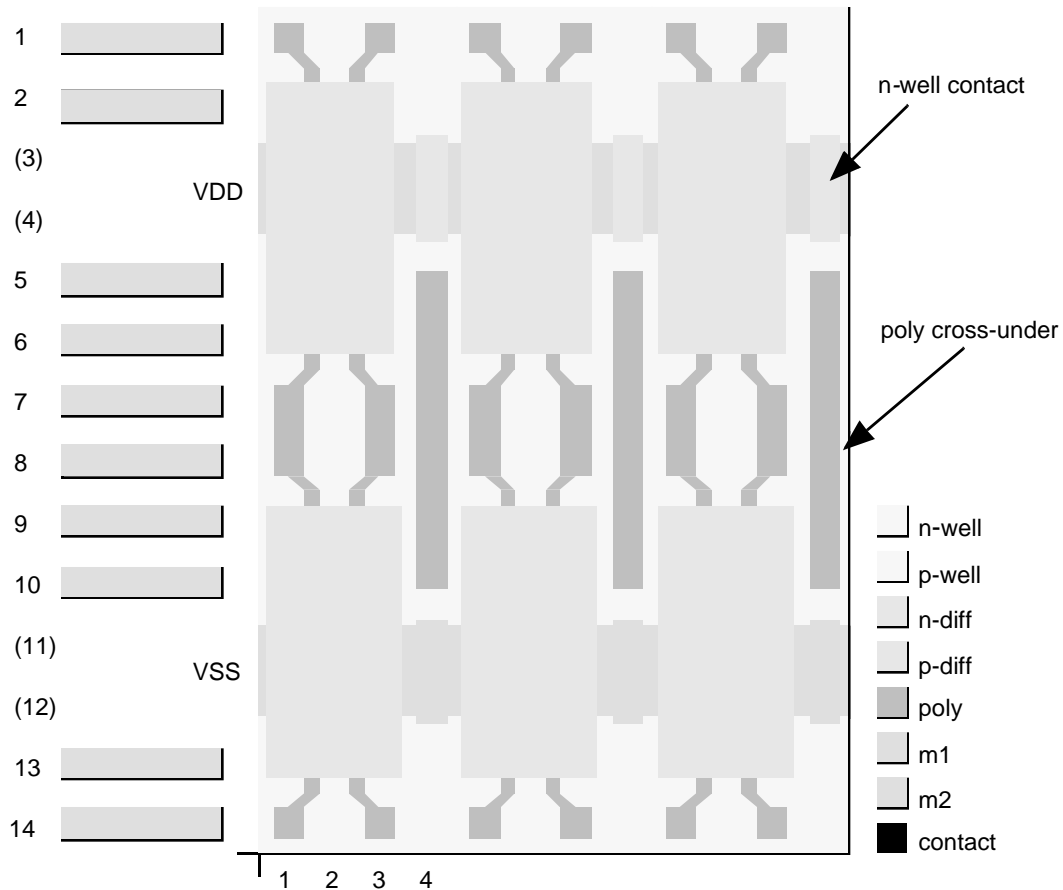 1
2
(3)
(4)
5
6
7
8
9
10
(11)
(12)
13
14
VDD
VSS
n-well contact
poly cross-under
n-well
p-well
n-diff
p-diff
poly
m1
m2
contact
1 2 3 4